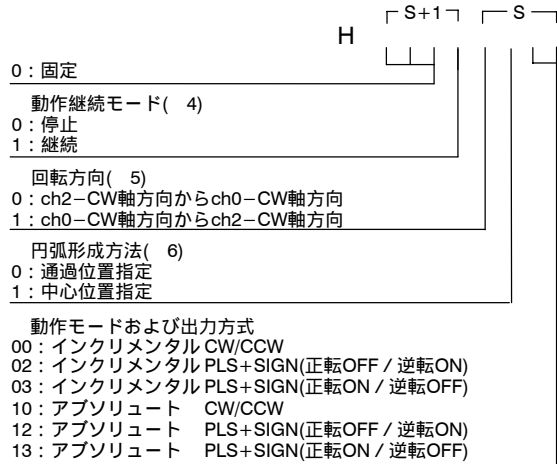 S+1 S
H
0：固定
動作継続モード( 4)
0：停止
1：継続
回転方向( 5)
0：ch2−CW軸方向からch0−CW軸方向
1：ch0−CW軸方向からch2−CW軸方向
円弧形成方法( 6)
0：通過位置指定
1：中心位置指定
動作モードおよび出力方式
00：インクリメンタル CW/CCW
02：インクリメンタル PLS+SIGN(正転OFF / 逆転ON)
03：インクリメンタル PLS+SIGN(正転ON / 逆転OFF)
10：アブソリュート CW/CCW
12：アブソリュート PLS+SIGN(正転OFF / 逆転ON)
13：アブソリュート PLS+SIGN(正転ON / 逆転OFF)